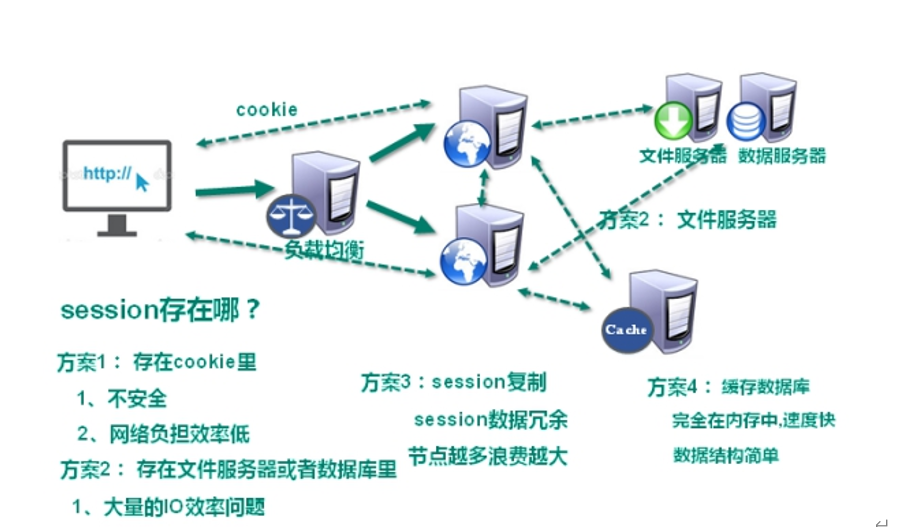 cookie
http://
文件服务器 数据服务器
方案2： 文件服务器
负载均衡
Cache
session存在哪？
方案1： 存在cookie里
1、不安全
2、网络负担效率低
方案2： 存在文件服务器或者数据库里
1、大量的IO效率问题
方案3：session复制
session数据冗余
节点越多浪费越大
方案4： 缓存数据库
完全在内存中,速度快
数据结构简单